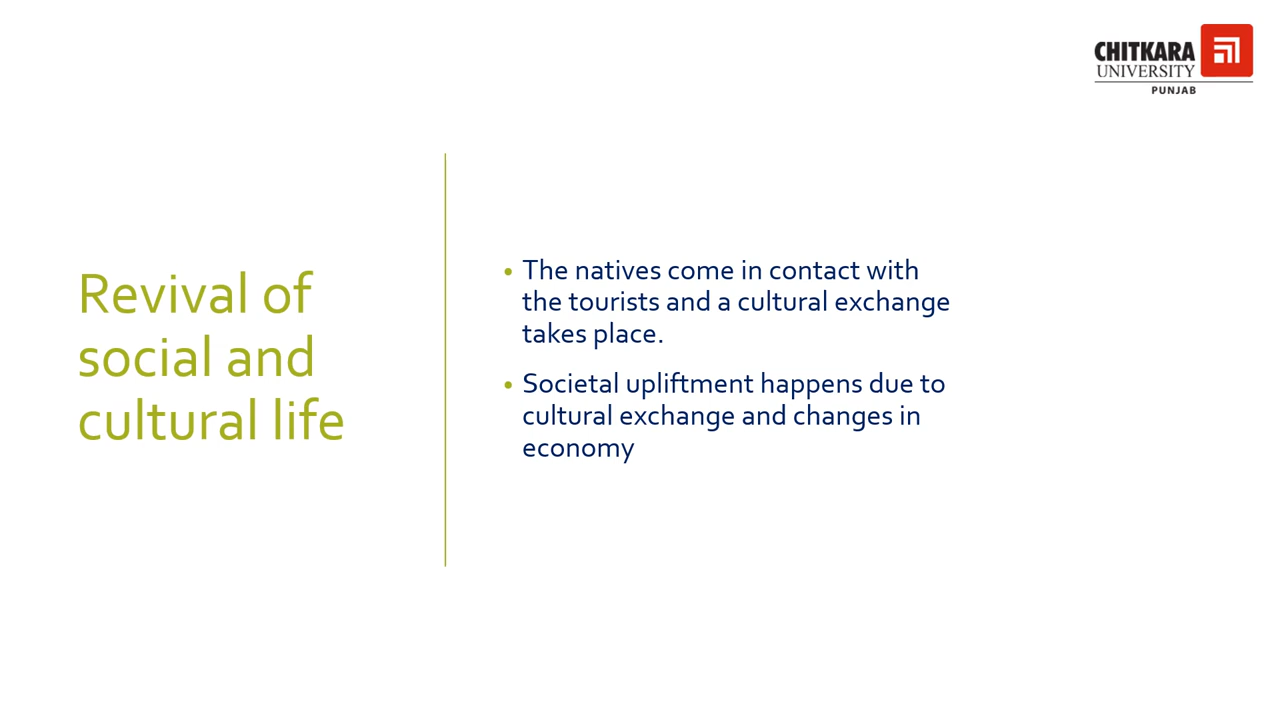 CHITKARA
UNIVERSITY
PUNJAB
Revival of
social and
cultural life
• The natives come in contact with
the tourists and a cultural exchange
takes place.
• Societal upliftment happens due to
cultural exchange and changes in
economy